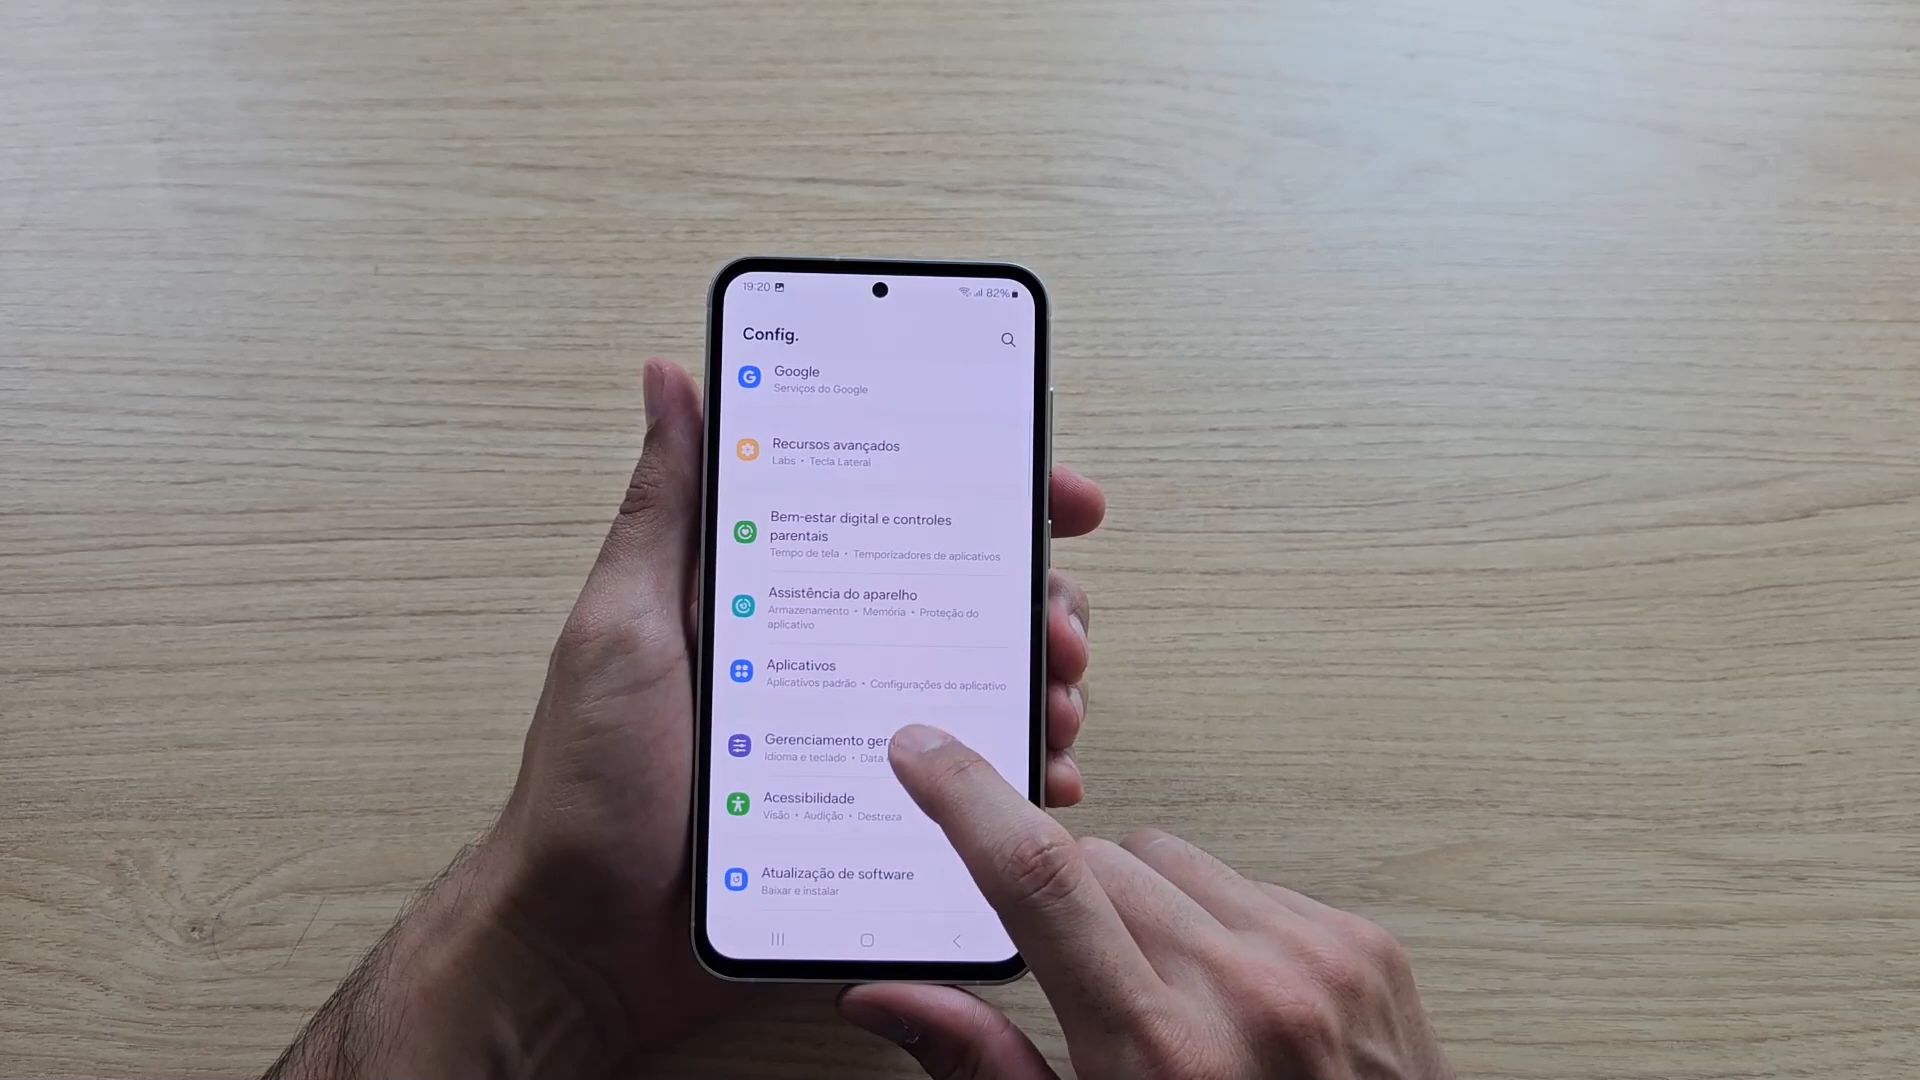 19:20
82%
Config.
Google
Serviços do Google
Recursos avançados
Labs • Tecla Lateral
Bem-estar digital e controles
parentais
Tempo de tela • Temporizadores de aplicativos
Assistência do aparelho
Armazenamento • Memória • Proteção do
aplicativo
Aplicativos
Aplicativos padrão • Configurações do aplicativo
Gerenciamento ger
Idioma e teclado • Data
Acessibilidade
Visão • Audição • Destreza
Atualização de software
Baixar e instalar